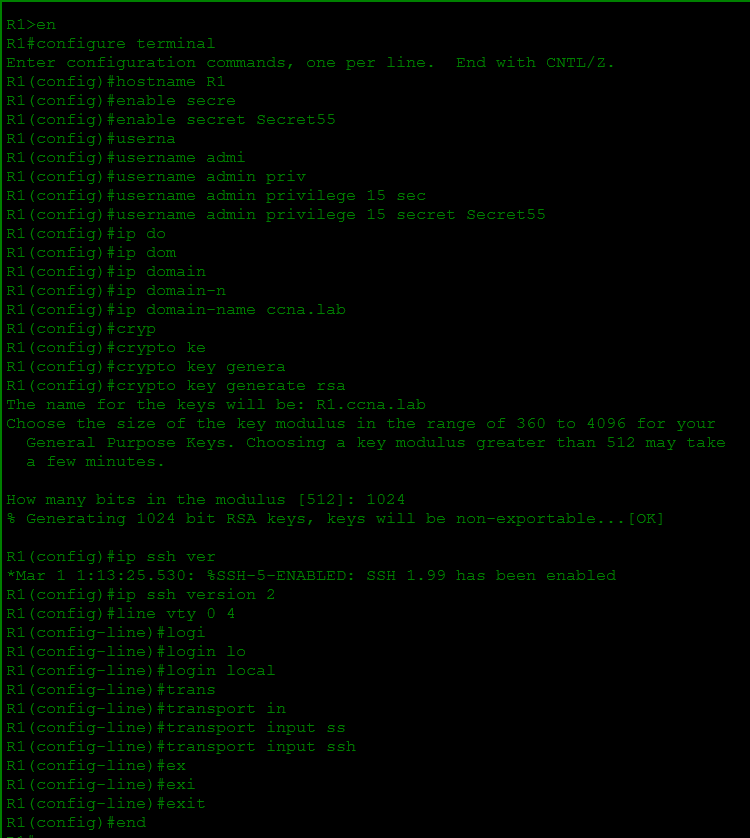 R1>en
R1#configure terminal
Enter configuration commands, one per line.  End with CNTL/Z.
R1(config)#hostname R1
R1(config)#enable secre
R1(config)#enable secret Secret55
R1(config)#userna
R1(config)#username admi
R1(config)#username admin priv
R1(config)#username admin privilege 15 sec
R1(config)#username admin privilege 15 secret Secret55
R1(config)#ip do
R1(config)#ip dom
R1(config)#ip domain
R1(config)#ip domain-n
R1(config)#ip domain-name ccna.lab
R1(config)#cryp
R1(config)#crypto ke
R1(config)#crypto key genera
R1(config)#crypto key generate rsa
The name for the keys will be: R1.ccna.lab
Choose the size of the key modulus in the range of 360 to 4096 for your
  General Purpose Keys. Choosing a key modulus greater than 512 may take
  a few minutes.

How many bits in the modulus [512]: 1024
% Generating 1024 bit RSA keys, keys will be non-exportable...[OK]

R1(config)#ip ssh ver
*Mar 1 1:13:25.530: %SSH-5-ENABLED: SSH 1.99 has been enabled
R1(config)#ip ssh version 2
R1(config)#line vty 0 4
R1(config-line)#logi
R1(config-line)#login lo
R1(config-line)#login local
R1(config-line)#trans
R1(config-line)#transport in
R1(config-line)#transport input ss
R1(config-line)#transport input ssh
R1(config-line)#ex
R1(config-line)#exi
R1(config-line)#exit
R1(config)#end
R1#